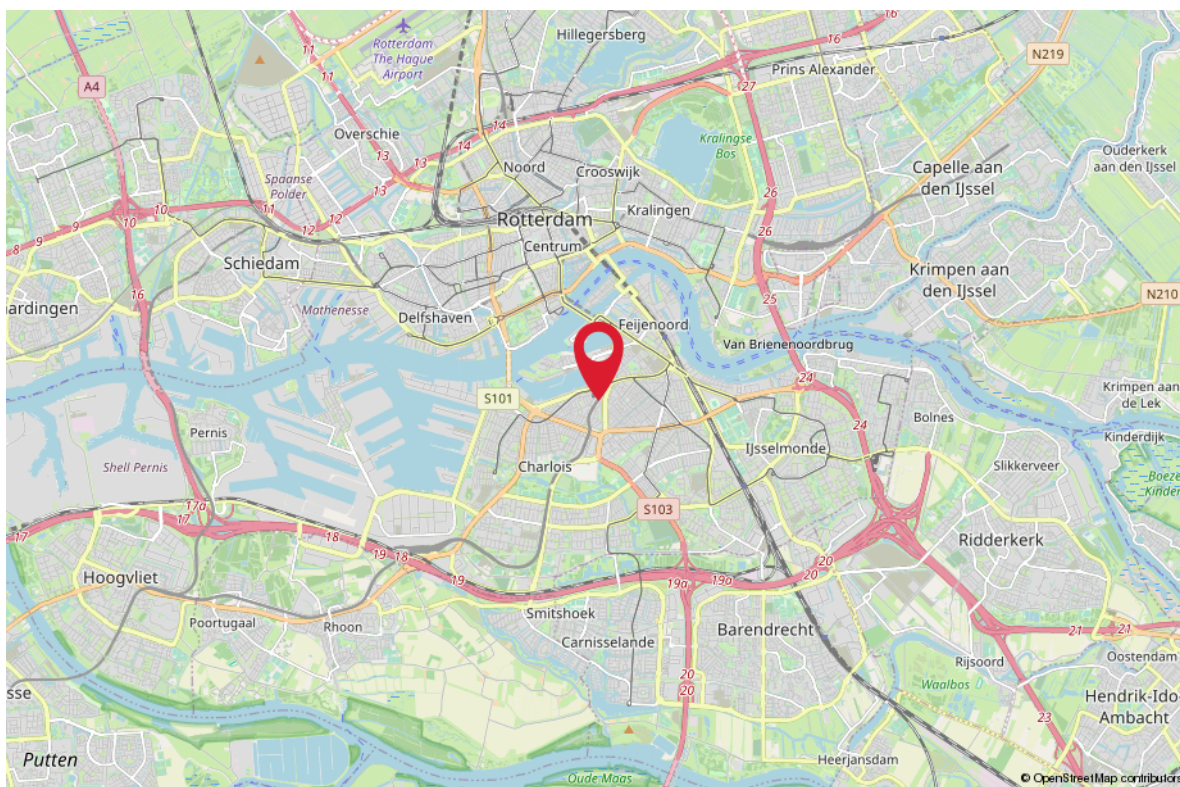 16
Hillegersberg
11
Rotterdam
The Hague
Airport
N219
16
Prins Alexander
11
A4
27
14
Overschie
13
14
Kralingse
Bos
Ouderkerk
aan den IJssel
13
Noord
Crooswijk
Capelle aan
den IJssel
Spaanse
Polder
13
26
11
10
12
10
Rotterdam
Kralingen
12
26
8
9
9
Centrum
Schiedam
Krimpen aan
den IJssel
16
25
N210
ardingen
Mathenesse
Delfshaven
Feijenoord
Van Brienenoordbrug
24
Krimpen aan
de Lek
S101
Bolnes
24
Pernis
Kinderdijk
IJsselmonde
Shell Pernis
Charlois
Slikkerveer
Boeze
Kinder
17a
S103
17
17
18
Ridderkerk
19
18
20
Hoogvliet
19
19a
19a
20
Smitshoek
Poortugaal
Rhoon
Barendrecht
21
21
Carnisselande
Rijsoord
Oostendam
20
20
Waalbos
sse
Hendrik-Ido-
Ambacht
23
Putten
Heerjansdam
Oude Maas
© OpenStreetMap contributors